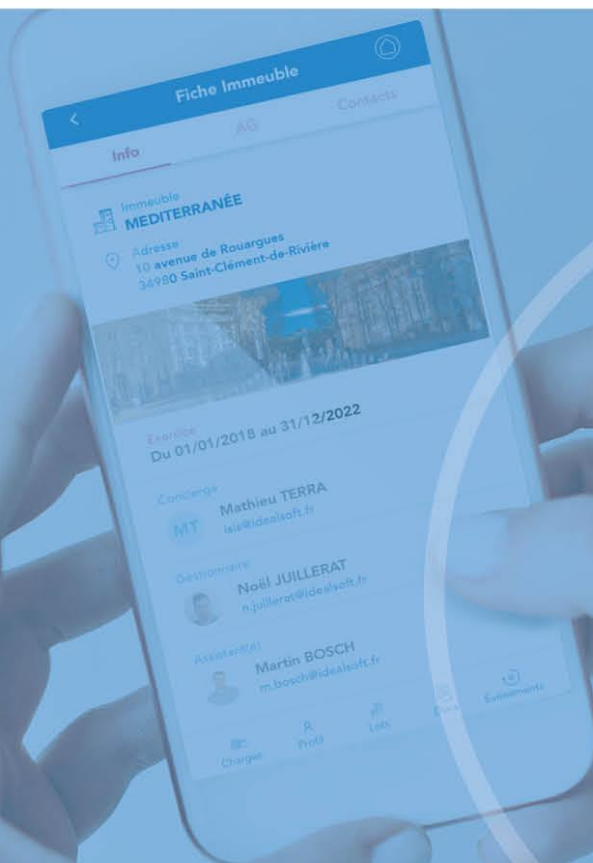 Fiche Immeuble
Info
AG
Contacts
Immeuble
MEDITERRANÉE
Adresse
10 avenue de Rouargues
34980 Saint-Clément-de-Rivière
Exercice
Du 01/01/2018 au 31/12/2022
Concierge
MT
Mathieu TERRA
isis@idealsoft.fr
Gestionnaire
Noël JUILLERAT
n.juillerat@idealsoft.fr
Assistant(e)
Martin BOSCH
m.bosch@idealsoft.fr
Charges
Profil
Lots
Événements